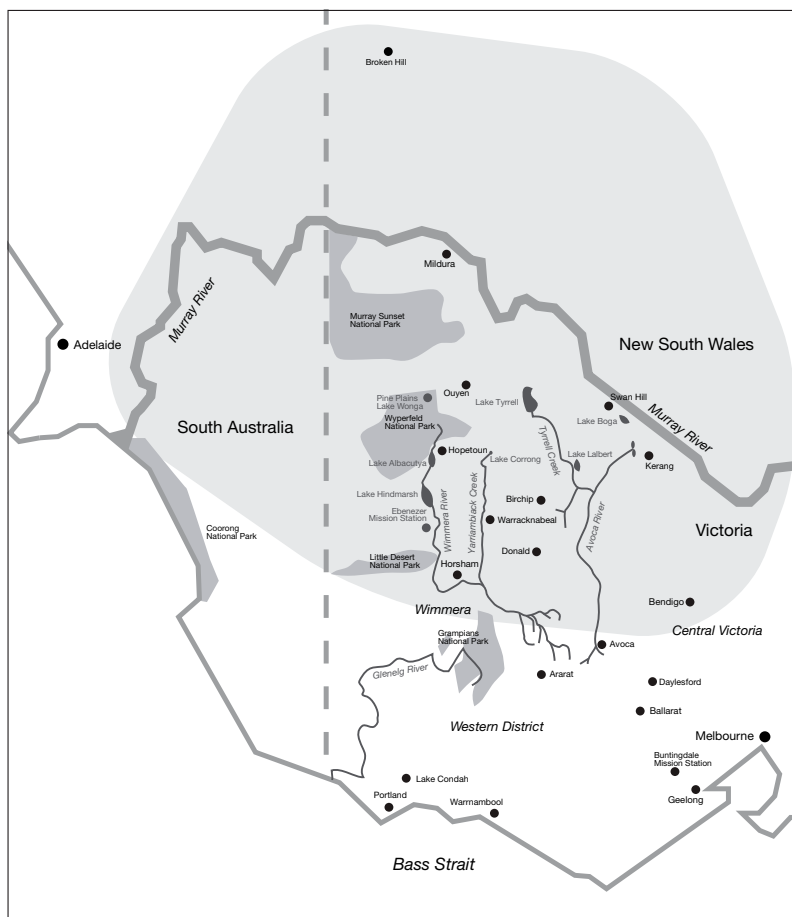 Broken Hill
Mildura
Murray River
Murray Sunset
National Park
Adelaide
New South Wales
Ouyen
Pine Plains
Lake Wonga
Lake Tyrrel
Swan Hill
Wyperfeld
National Park
Lake Boga
Murray River
South Australia
Tyrrell Creek
Hopetoun
Lake Corrong
Lake Lalbert
Kerang
Lake Albacutya
Lake Hindmarsh
Birchip
Ebenezer
Mission Station
Wimmera River
Yarriambiack Creek
Warracknabeal
Avoca River
Victoria
Coorong
National Park
Donald
Little Desert
National Park
Horsham
Bendigo
Wimmera
Central Victoria
Grampians
National Park
Avoca
Glenelg River
Ararat
Daylesford
Ballarat
Western District
Melbourne
Buntingdale
Mission Station
Lake Condah
Geelong
Portland
Warrnambool
Bass Strait